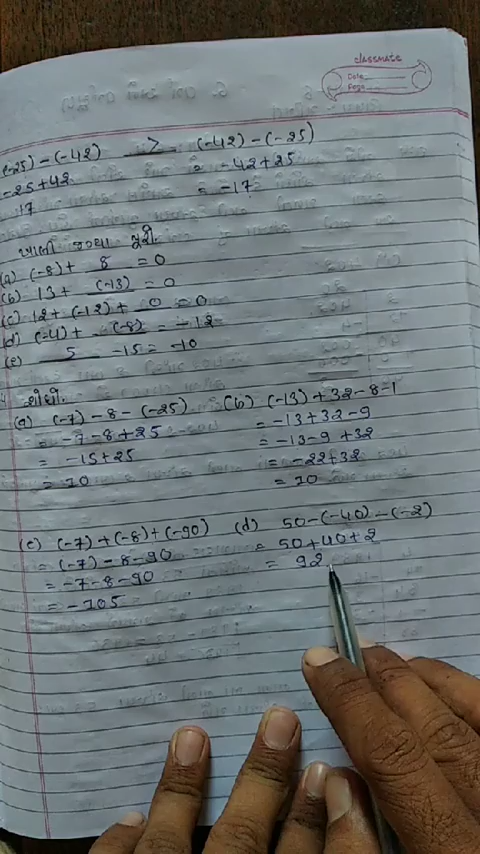 classmate
Date
Page
(-25) - (-42) > (-42) - (-25)
-25+42 = -42+25
17 = -17
ખાલી જગ્યા પૂરો.
(a) (-8) + 8 = 0
(b) 13 + (-13) = 0
(c) 12 + (-12) + 0 = 0
(d) (-4) + (-8) = -12
(e) 5 -15 = -10
શોધો.
(a) (-7) - 8 - (-25)
= -7-8+25
= -15+25
= 10
(b) (-13) + 32 - 8 - 1
= -13+32-9
= -13-9+32
= -22+32
= 10
(c) (-7) + (-8) + (-90)
= (-7) - 8 - 90
= -7-8-90
= -105
(d) 50 - (-40) - (-2)
= 50+40+2
= 92